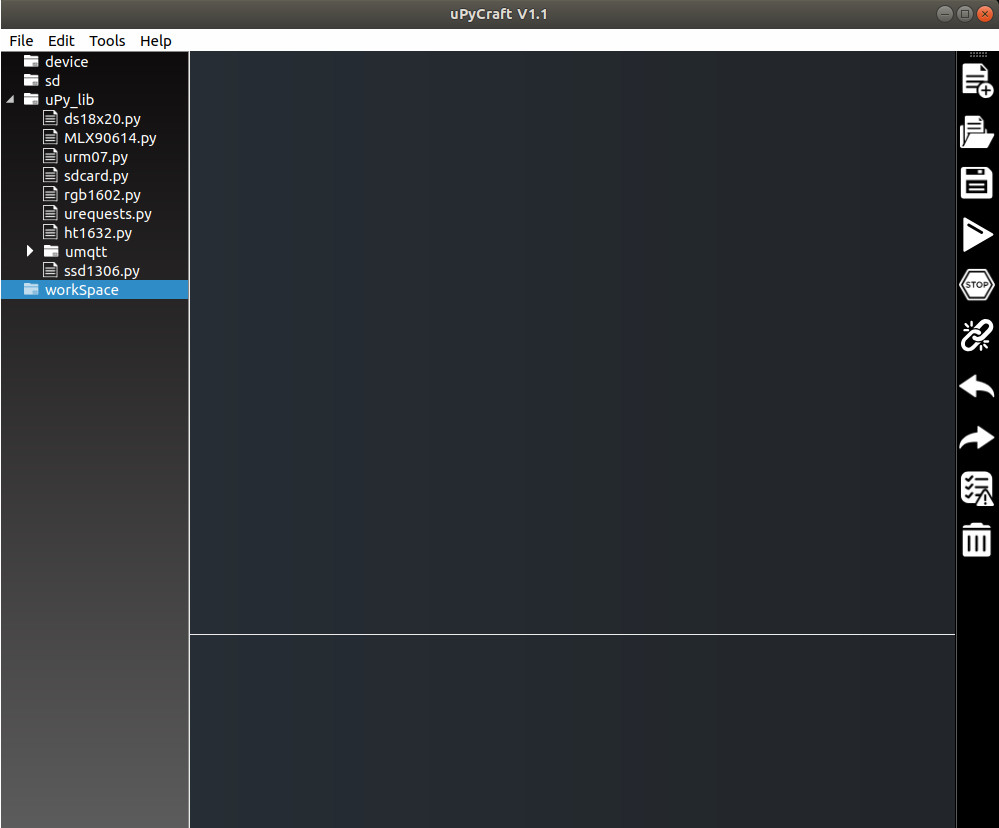 uPyCraft V1.1
File Edit Tools Help
device
sd
uPy_lib
ds18x20.py
MLX90614.py
urm07.py
sdcard.py
rgb1602.py
urequests.py
ht1632.py
umqtt
ssd1306.py
workSpace
STOP